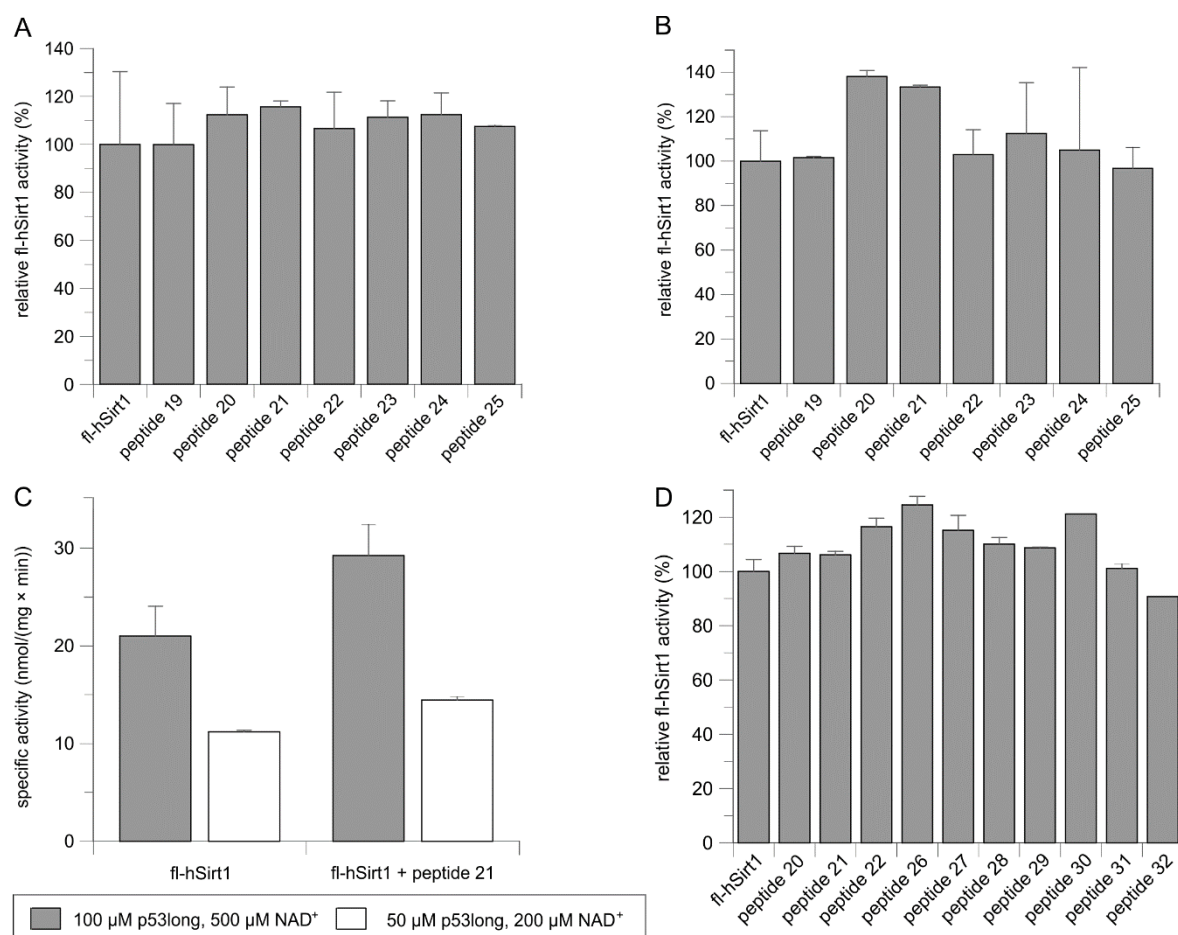 A
relative fl-hSirt1 activity (%)
140
120
100
80
60
40
20
0
fl-hSirt1
peptide 19
peptide 20
peptide 21
peptide 22
peptide 23
peptide 24
peptide 25
B
relative fl-hSirt1 activity (%)
140
120
100
80
60
40
20
0
fl-hSirt1
peptide 19
peptide 20
peptide 21
peptide 22
peptide 23
peptide 24
peptide 25
C
specific activity (nmol/(mg × min))
30
20
10
0
fl-hSirt1
fl-hSirt1 + peptide 21
100 µM p53long, 500 µM NAD⁺
50 µM p53long, 200 µM NAD⁺
D
relative fl-hSirt1 activity (%)
120
100
80
60
40
20
0
fl-hSirt1
peptide 20
peptide 21
peptide 22
peptide 26
peptide 27
peptide 28
peptide 29
peptide 30
peptide 31
peptide 32